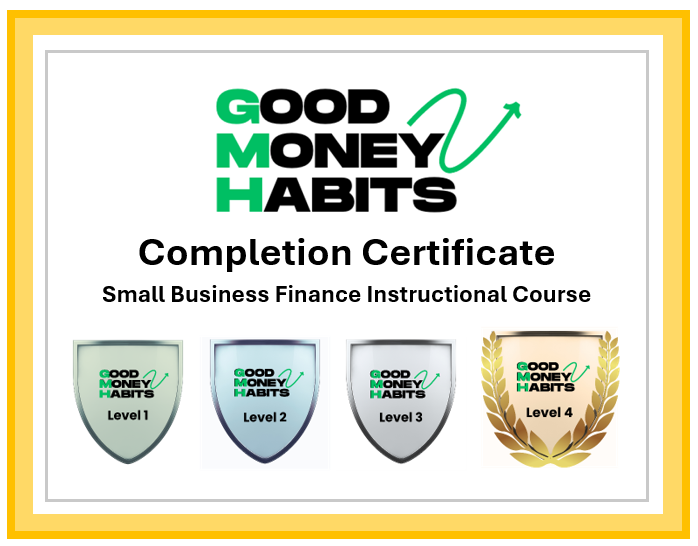 GOOD
MONEY
HABITS
Completion Certificate
Small Business Finance Instructional Course
GOOD
MONEY
HABITS
Level 1
GOOD
MONEY
HABITS
Level 2
GOOD
MONEY
HABITS
Level 3
GOOD
MONEY
HABITS
Level 4